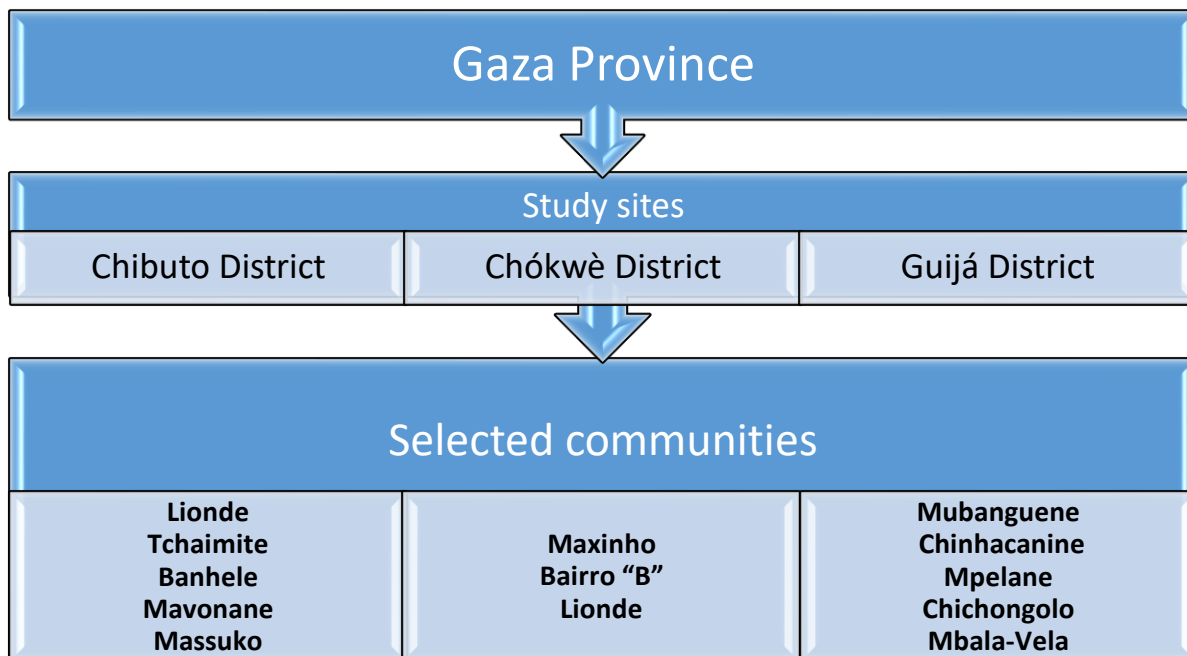 Gaza Province
Study sites
Chibuto District
Chókwè District
Guijá District
Selected communities
Lionde
Tchaimite
Banhele
Mavonane
Massuko
Maxinho
Bairro “B”
Lionde
Mubanguene
Chinhacanine
Mpelane
Chichongolo
Mbala-Vela